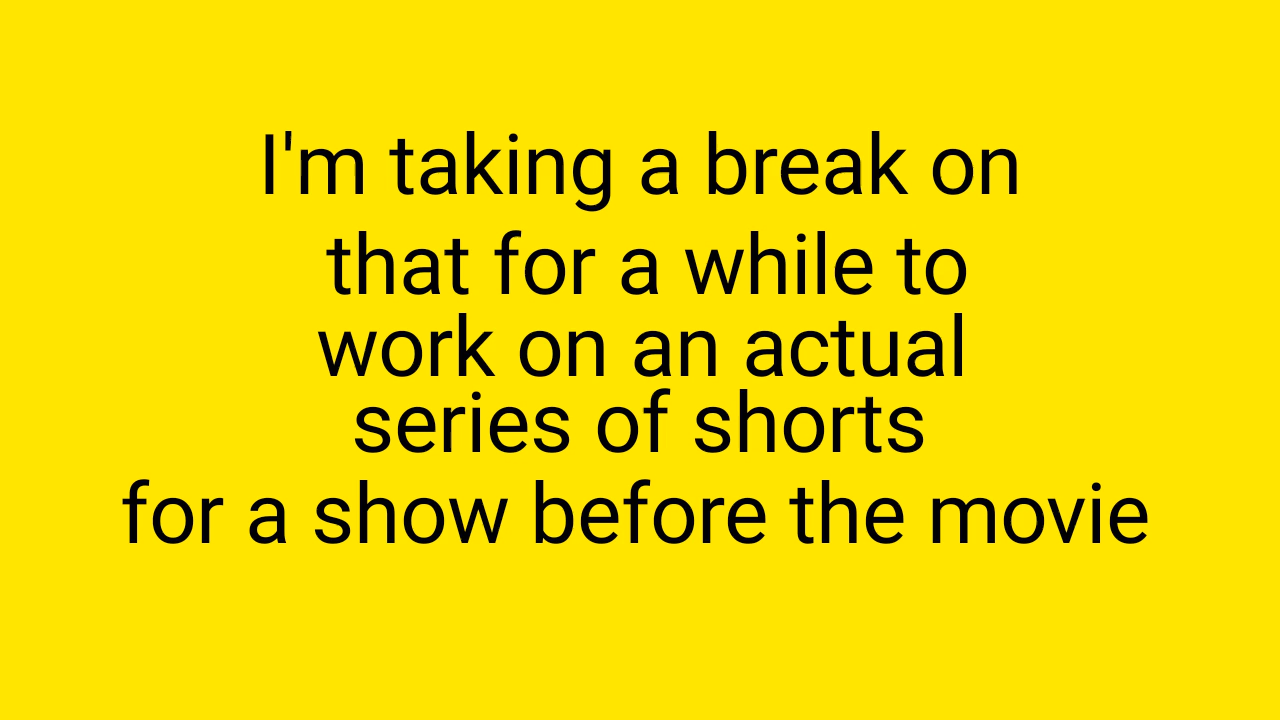 I'm taking a break on
that for a while to
work on an actual
series of shorts
for a show before the movie